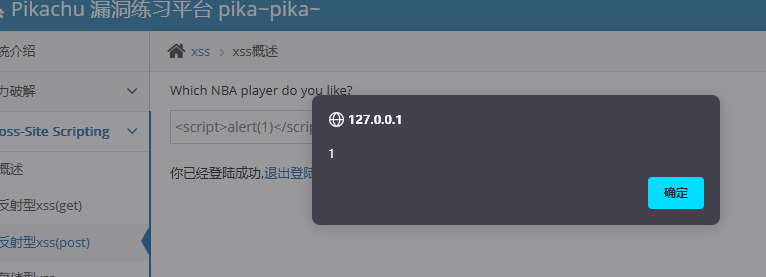 Pikachu 漏洞练习平台 pika~pika~
统介绍
xss › xss概述
力破解
Which NBA player do you like?
oss-Site Scripting
<script>alert(1)</scrip
127.0.0.1
1
概述
你已经登陆成功,退出登陆
确定
反射型xss(get)
反射型xss(post)